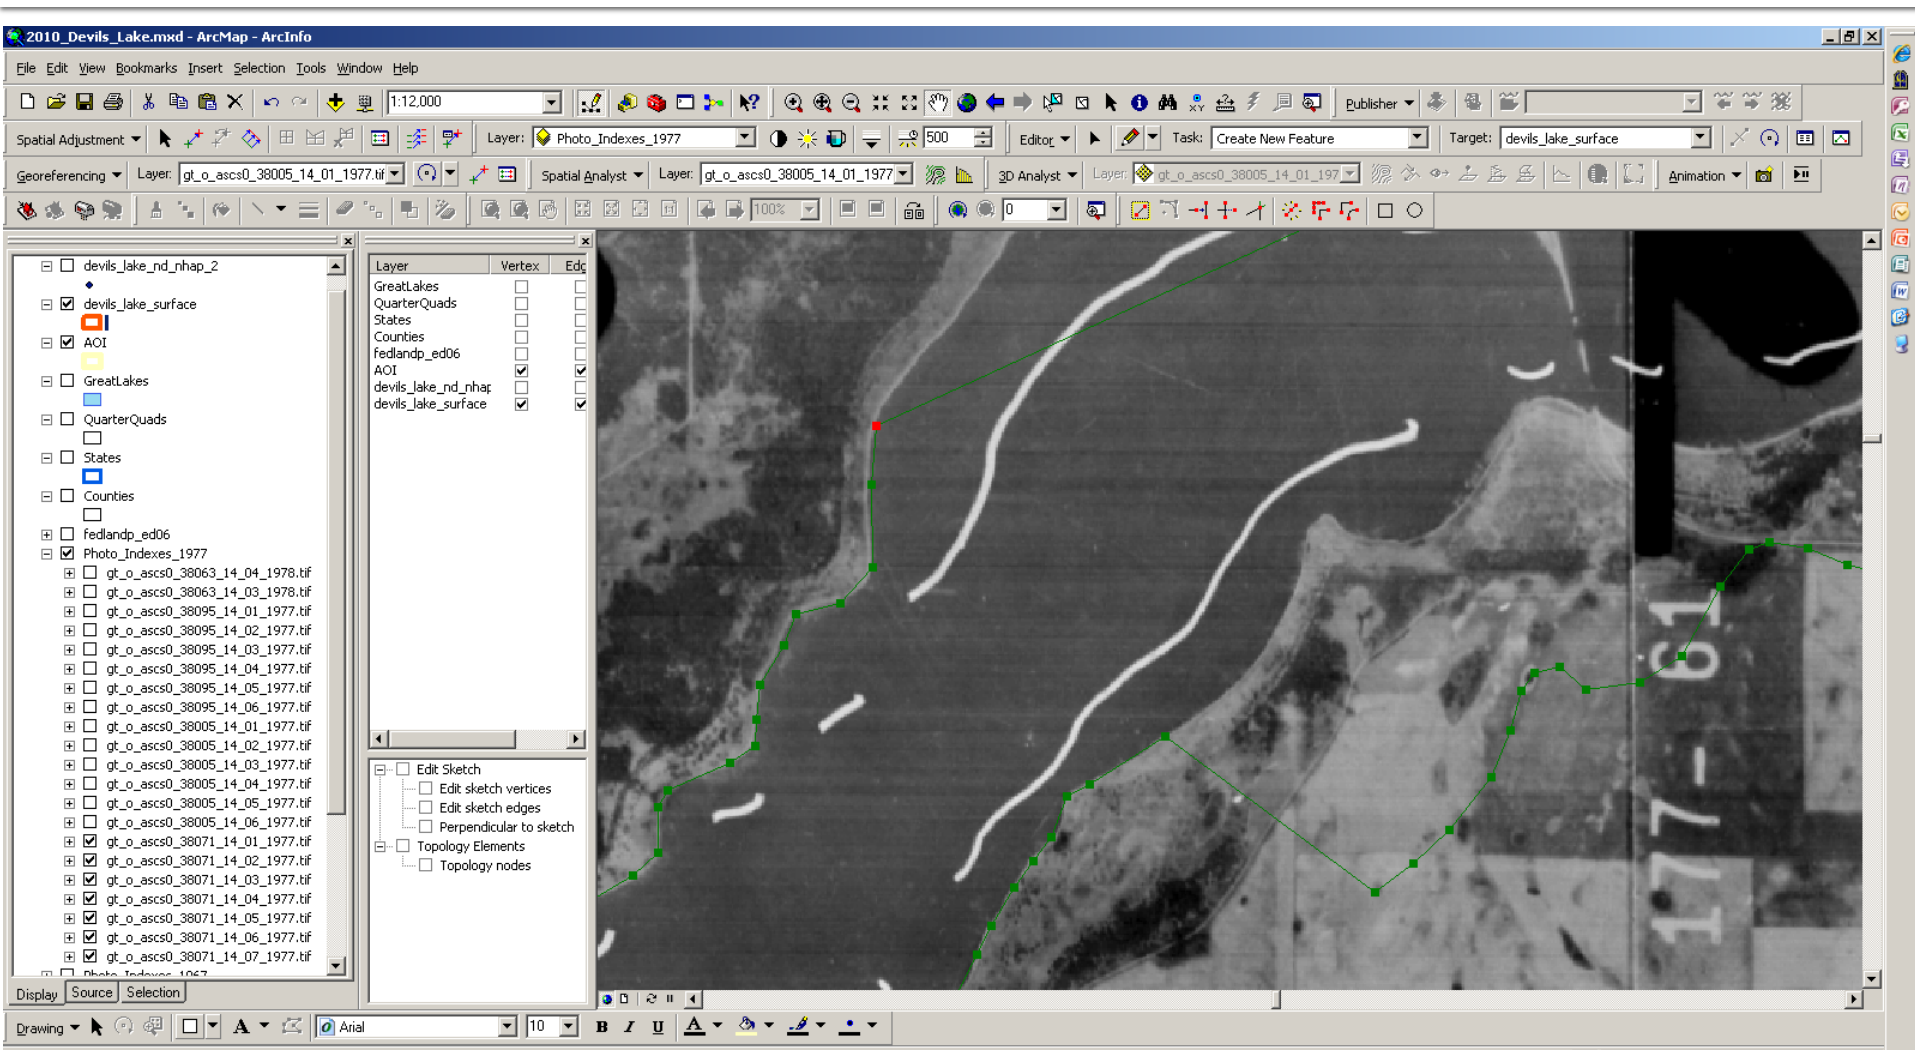 2010_Devils_Lake.mxd - ArcMap - ArcInfo
File Edit View Bookmarks Insert Selection Tools Window Help
1:12,000
Publisher
Spatial Adjustment
Layer: Photo_Indexes_1977
500
Editor
Task: Create New Feature
Target: devils_lake_surface
Georeferencing
Layer: gt_o_ascs0_38005_14_01_1977.tif
Spatial Analyst
Layer: gt_o_ascs0_38005_14_01_1977
3D Analyst
Layer: gt_o_ascs0_38005_14_01_197
Animation
100%
0
devils_lake_nd_nhap_2
devils_lake_surface
AOI
GreatLakes
QuarterQuads
States
Counties
fedlandp_ed06
Photo_Indexes_1977
gt_o_ascs0_38063_14_04_1978.tif
gt_o_ascs0_38063_14_03_1978.tif
gt_o_ascs0_38095_14_01_1977.tif
gt_o_ascs0_38095_14_02_1977.tif
gt_o_ascs0_38095_14_03_1977.tif
gt_o_ascs0_38095_14_04_1977.tif
gt_o_ascs0_38095_14_05_1977.tif
gt_o_ascs0_38095_14_06_1977.tif
gt_o_ascs0_38005_14_01_1977.tif
gt_o_ascs0_38005_14_02_1977.tif
gt_o_ascs0_38005_14_03_1977.tif
gt_o_ascs0_38005_14_04_1977.tif
gt_o_ascs0_38005_14_05_1977.tif
gt_o_ascs0_38005_14_06_1977.tif
gt_o_ascs0_38071_14_01_1977.tif
gt_o_ascs0_38071_14_02_1977.tif
gt_o_ascs0_38071_14_03_1977.tif
gt_o_ascs0_38071_14_04_1977.tif
gt_o_ascs0_38071_14_05_1977.tif
gt_o_ascs0_38071_14_06_1977.tif
gt_o_ascs0_38071_14_07_1977.tif
Photo_Indexes_1967
Display Source Selection
Layer Vertex Edg
GreatLakes
QuarterQuads
States
Counties
fedlandp_ed06
AOI
devils_lake_nd_nhap
devils_lake_surface
Edit Sketch
Edit sketch vertices
Edit sketch edges
Perpendicular to sketch
Topology Elements
Topology nodes
177-61
Drawing
A
Arial
10
B I U A